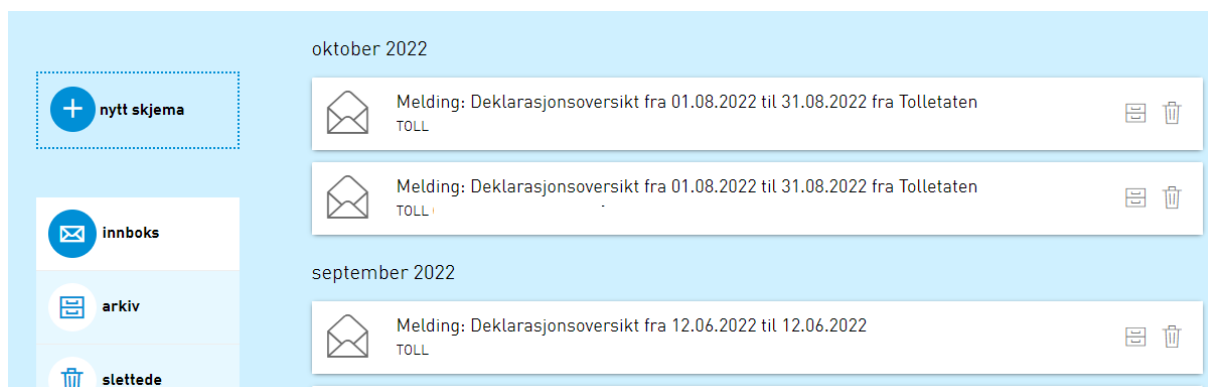 oktober 2022
nytt skjema
Melding: Deklarasjonsoversikt fra 01.08.2022 til 31.08.2022 fra Tolletaten
TOLL
Melding: Deklarasjonsoversikt fra 01.08.2022 til 31.08.2022 fra Tolletaten
TOLL
innboks
september 2022
arkiv
Melding: Deklarasjonsoversikt fra 12.06.2022 til 12.06.2022
TOLL
slettede